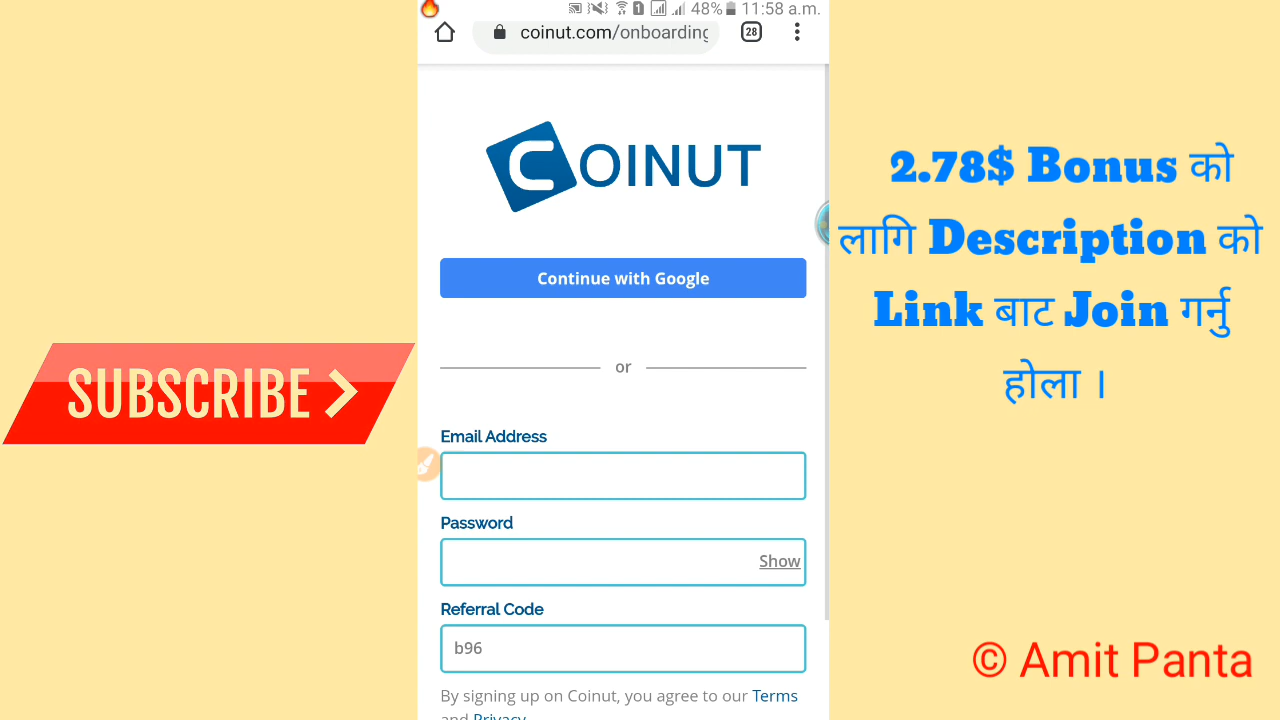 48% 11:58 a.m.
coinut.com/onboarding
28
COINUT
Continue with Google
or
Email Address
Password
Show
Referral Code
b96
By signing up on Coinut, you agree to our Terms
and Privacy
SUBSCRIBE
2.78$ Bonus को
लागि Description को
Link बाट Join गर्नु
होला ।
© Amit Panta